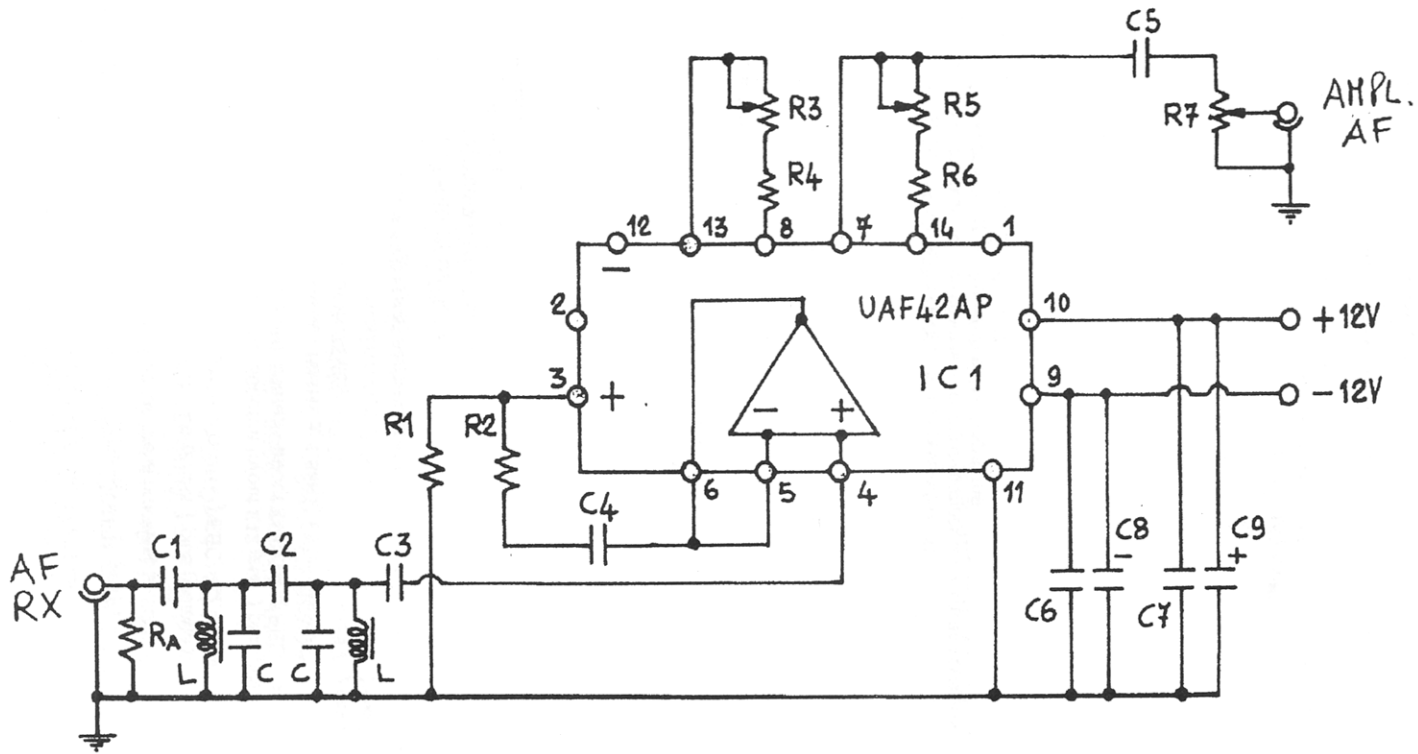 C5
R3
R5
R7
AMPL.
AF
R4
R6
12
13
8
7
14
1
−
2
UAF42AP
10
+12V
3
+
IC1
9
−12V
R1
R2
−
+
6
5
4
11
C4
AF
RX
C1
C2
C3
C8
−
C9
+
RA
L
C
C
L
C6
C7